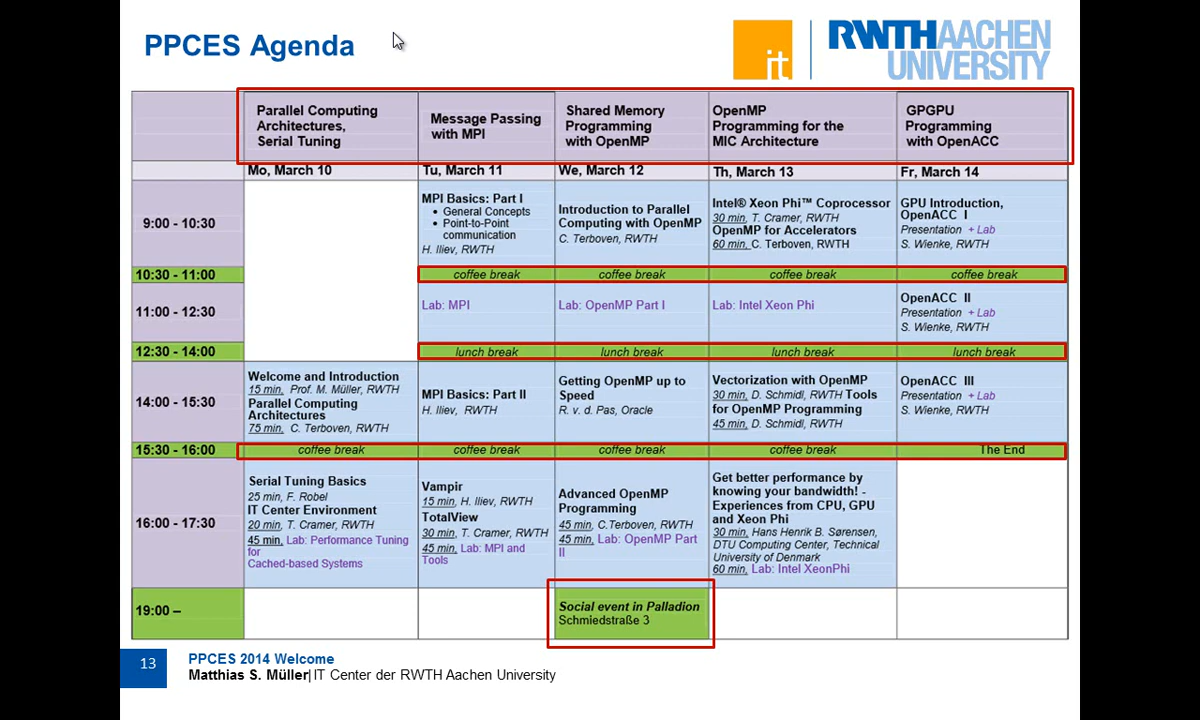 PPCES Agenda
it
RWTHAACHEN
UNIVERSITY
Parallel Computing
Architectures,
Serial Tuning
Message Passing
with MPI
Shared Memory
Programming
with OpenMP
OpenMP
Programming for the
MIC Architecture
GPGPU
Programming
with OpenACC
Mo, March 10
Tu, March 11
We, March 12
Th, March 13
Fr, March 14
9:00 - 10:30
MPI Basics: Part I
• General Concepts
• Point-to-Point
communication
H. Iliev, RWTH
Introduction to Parallel
Computing with OpenMP
C. Terboven, RWTH
Intel® Xeon Phi™ Coprocessor
30 min, T. Cramer, RWTH
OpenMP for Accelerators
60 min, C. Terboven, RWTH
GPU Introduction,
OpenACC I
Presentation + Lab
S. Wienke, RWTH
10:30 - 11:00
coffee break
coffee break
coffee break
coffee break
11:00 - 12:30
Lab: MPI
Lab: OpenMP Part I
Lab: Intel Xeon Phi
OpenACC II
Presentation + Lab
S. Wienke, RWTH
12:30 - 14:00
lunch break
lunch break
lunch break
lunch break
14:00 - 15:30
Welcome and Introduction
15 min, Prof. M. Müller, RWTH
Parallel Computing
Architectures
75 min, C. Terboven, RWTH
MPI Basics: Part II
H. Iliev, RWTH
Getting OpenMP up to
Speed
R. v. d. Pas, Oracle
Vectorization with OpenMP
30 min, D. Schmidl, RWTH Tools
for OpenMP Programming
45 min, D. Schmidl, RWTH
OpenACC III
Presentation + Lab
S. Wienke, RWTH
15:30 - 16:00
coffee break
coffee break
coffee break
coffee break
The End
16:00 - 17:30
Serial Tuning Basics
25 min, F. Robel
IT Center Environment
20 min, T. Cramer, RWTH
45 min, Lab: Performance Tuning
for
Cached-based Systems
Vampir
15 min, H. Iliev, RWTH
TotalView
30 min, T. Cramer, RWTH
45 min, Lab: MPI and
Tools
Advanced OpenMP
Programming
45 min, C.Terboven, RWTH
45 min, Lab: OpenMP Part
II
Get better performance by
knowing your bandwidth! -
Experiences from CPU, GPU
and Xeon Phi
30 min, Hans Henrik B. Sørensen,
DTU Computing Center, Technical
University of Denmark
60 min, Lab: Intel XeonPhi
19:00 –
Social event in Palladion
Schmiedstraße 3
13
PPCES 2014 Welcome
Matthias S. Müller| IT Center der RWTH Aachen University